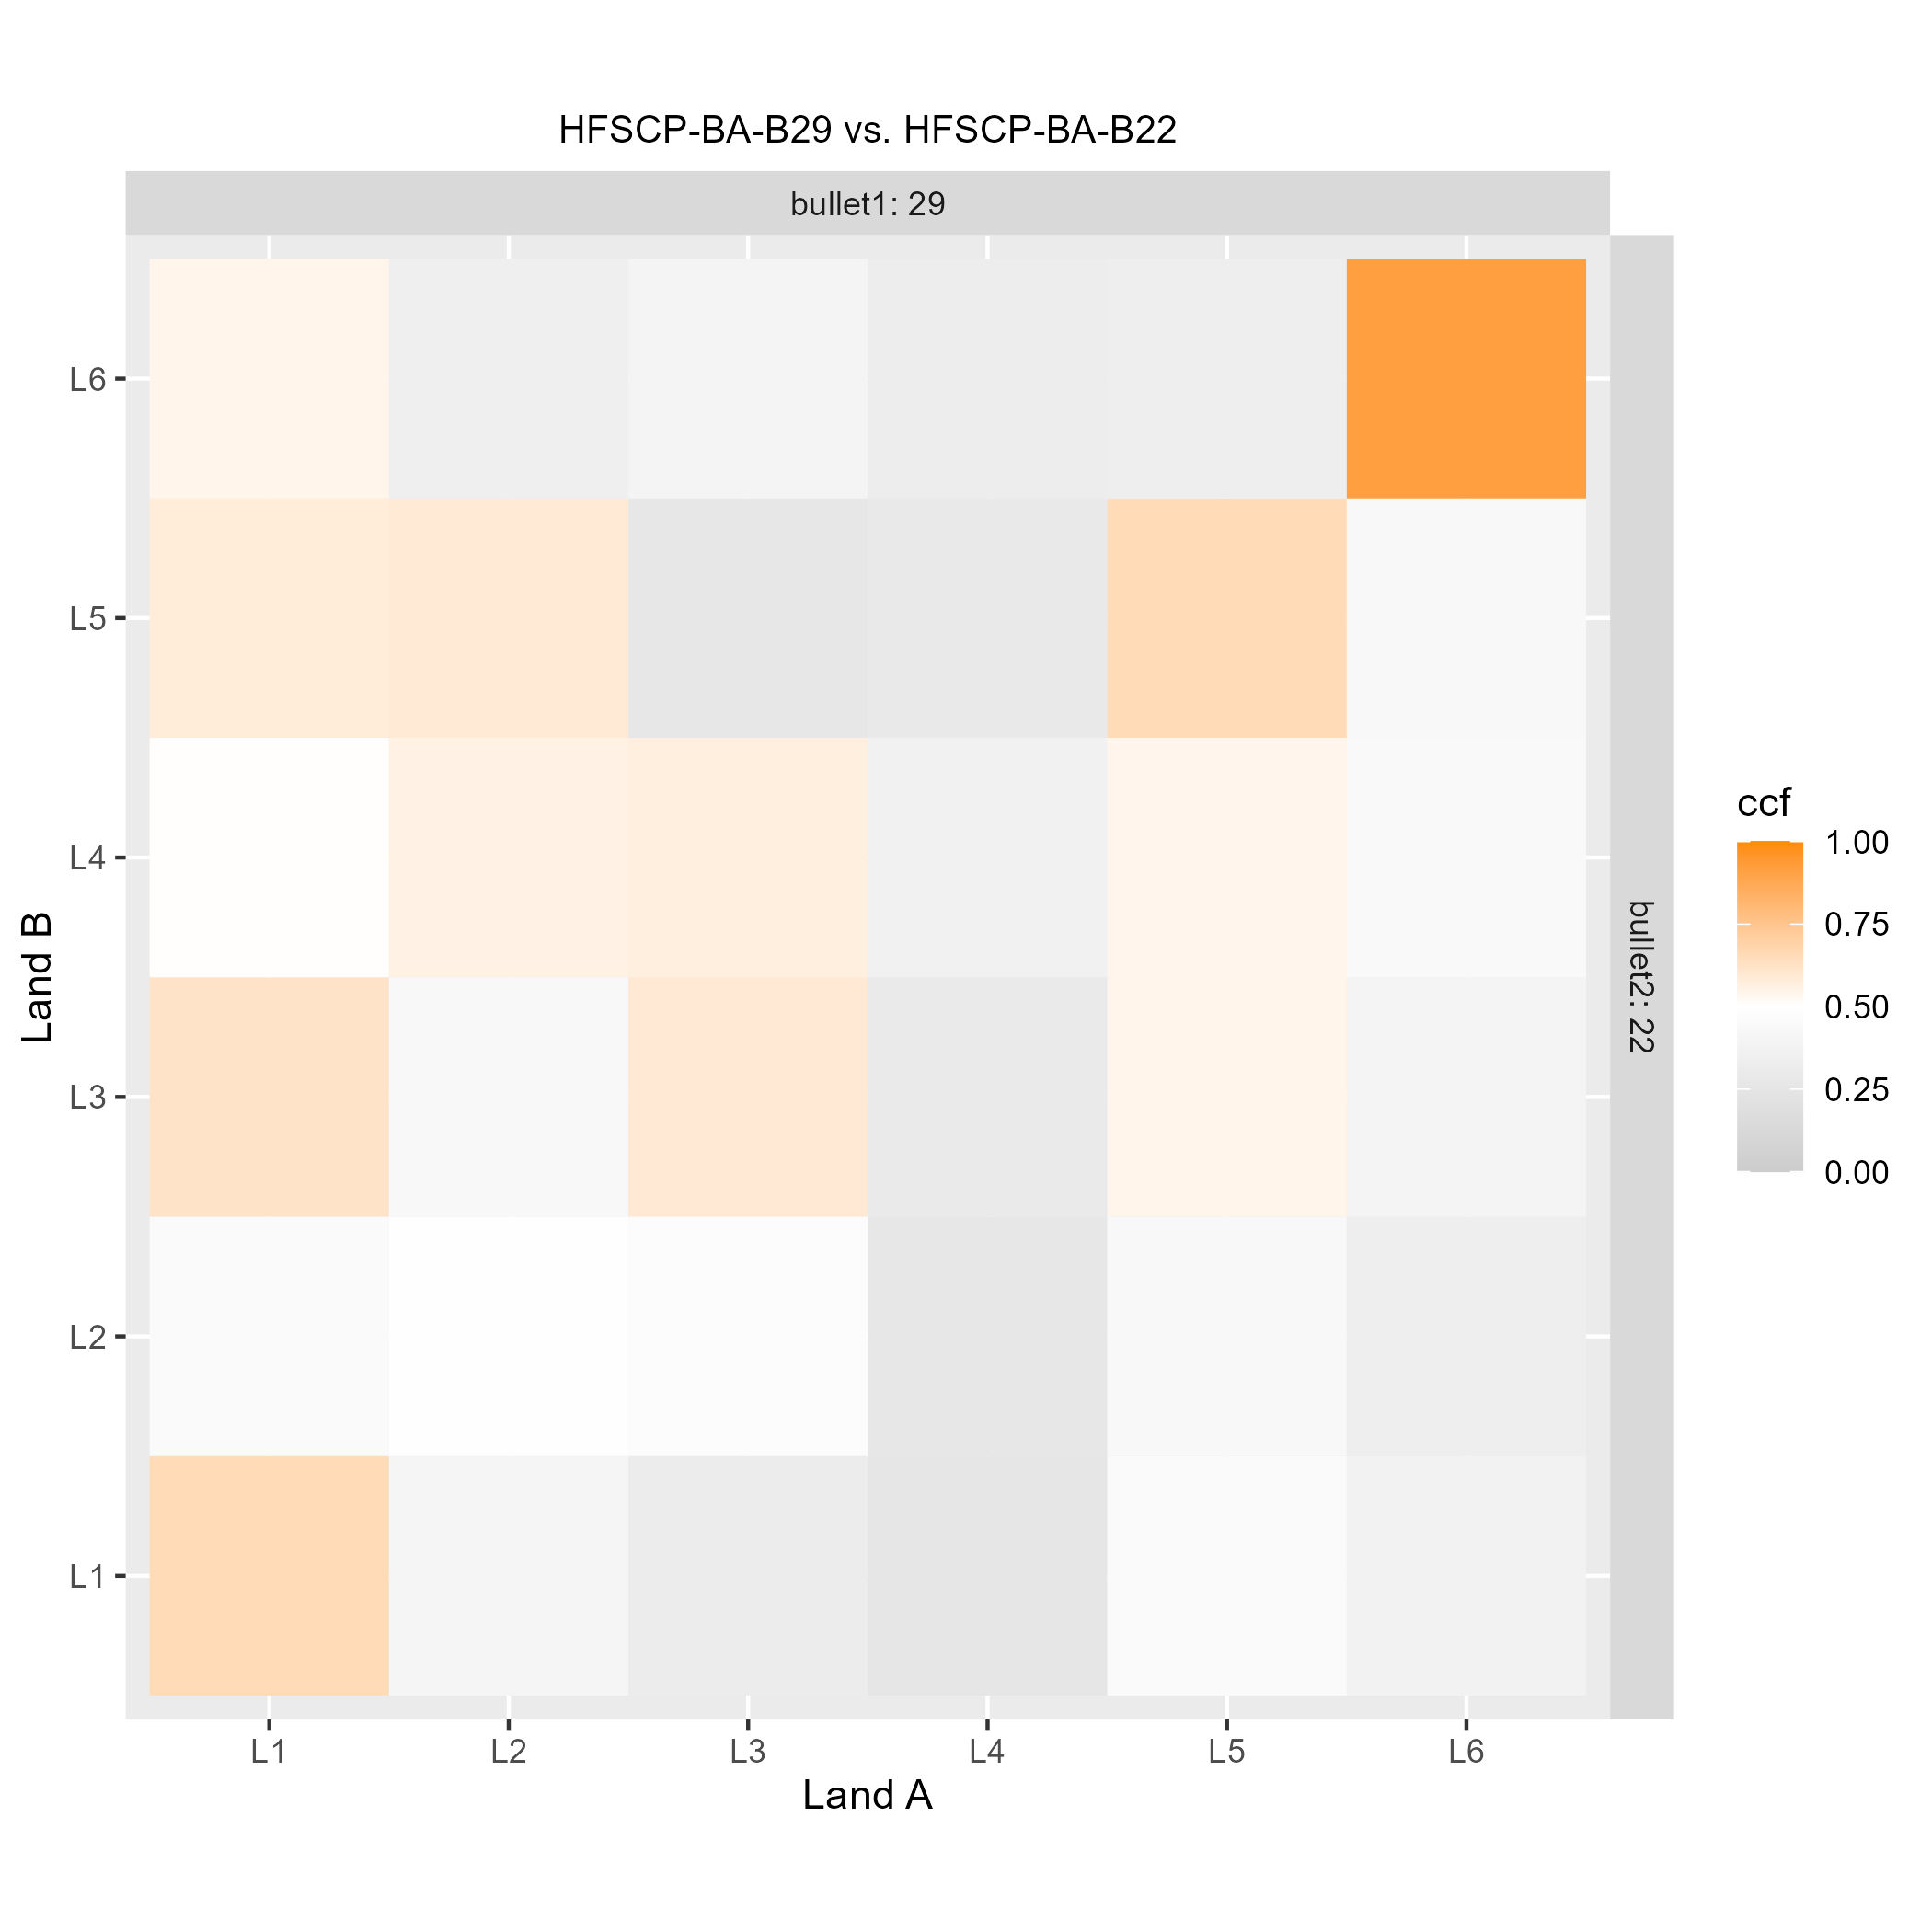 HFSCP-BA-B29 vs. HFSCP-BA-B22
bullet1: 29
L6
L5
L4
L3
L2
L1
Land B
L1 L2 L3 L4 L5 L6
Land A
bullet2: 22
ccf
1.00
0.75
0.50
0.25
0.00